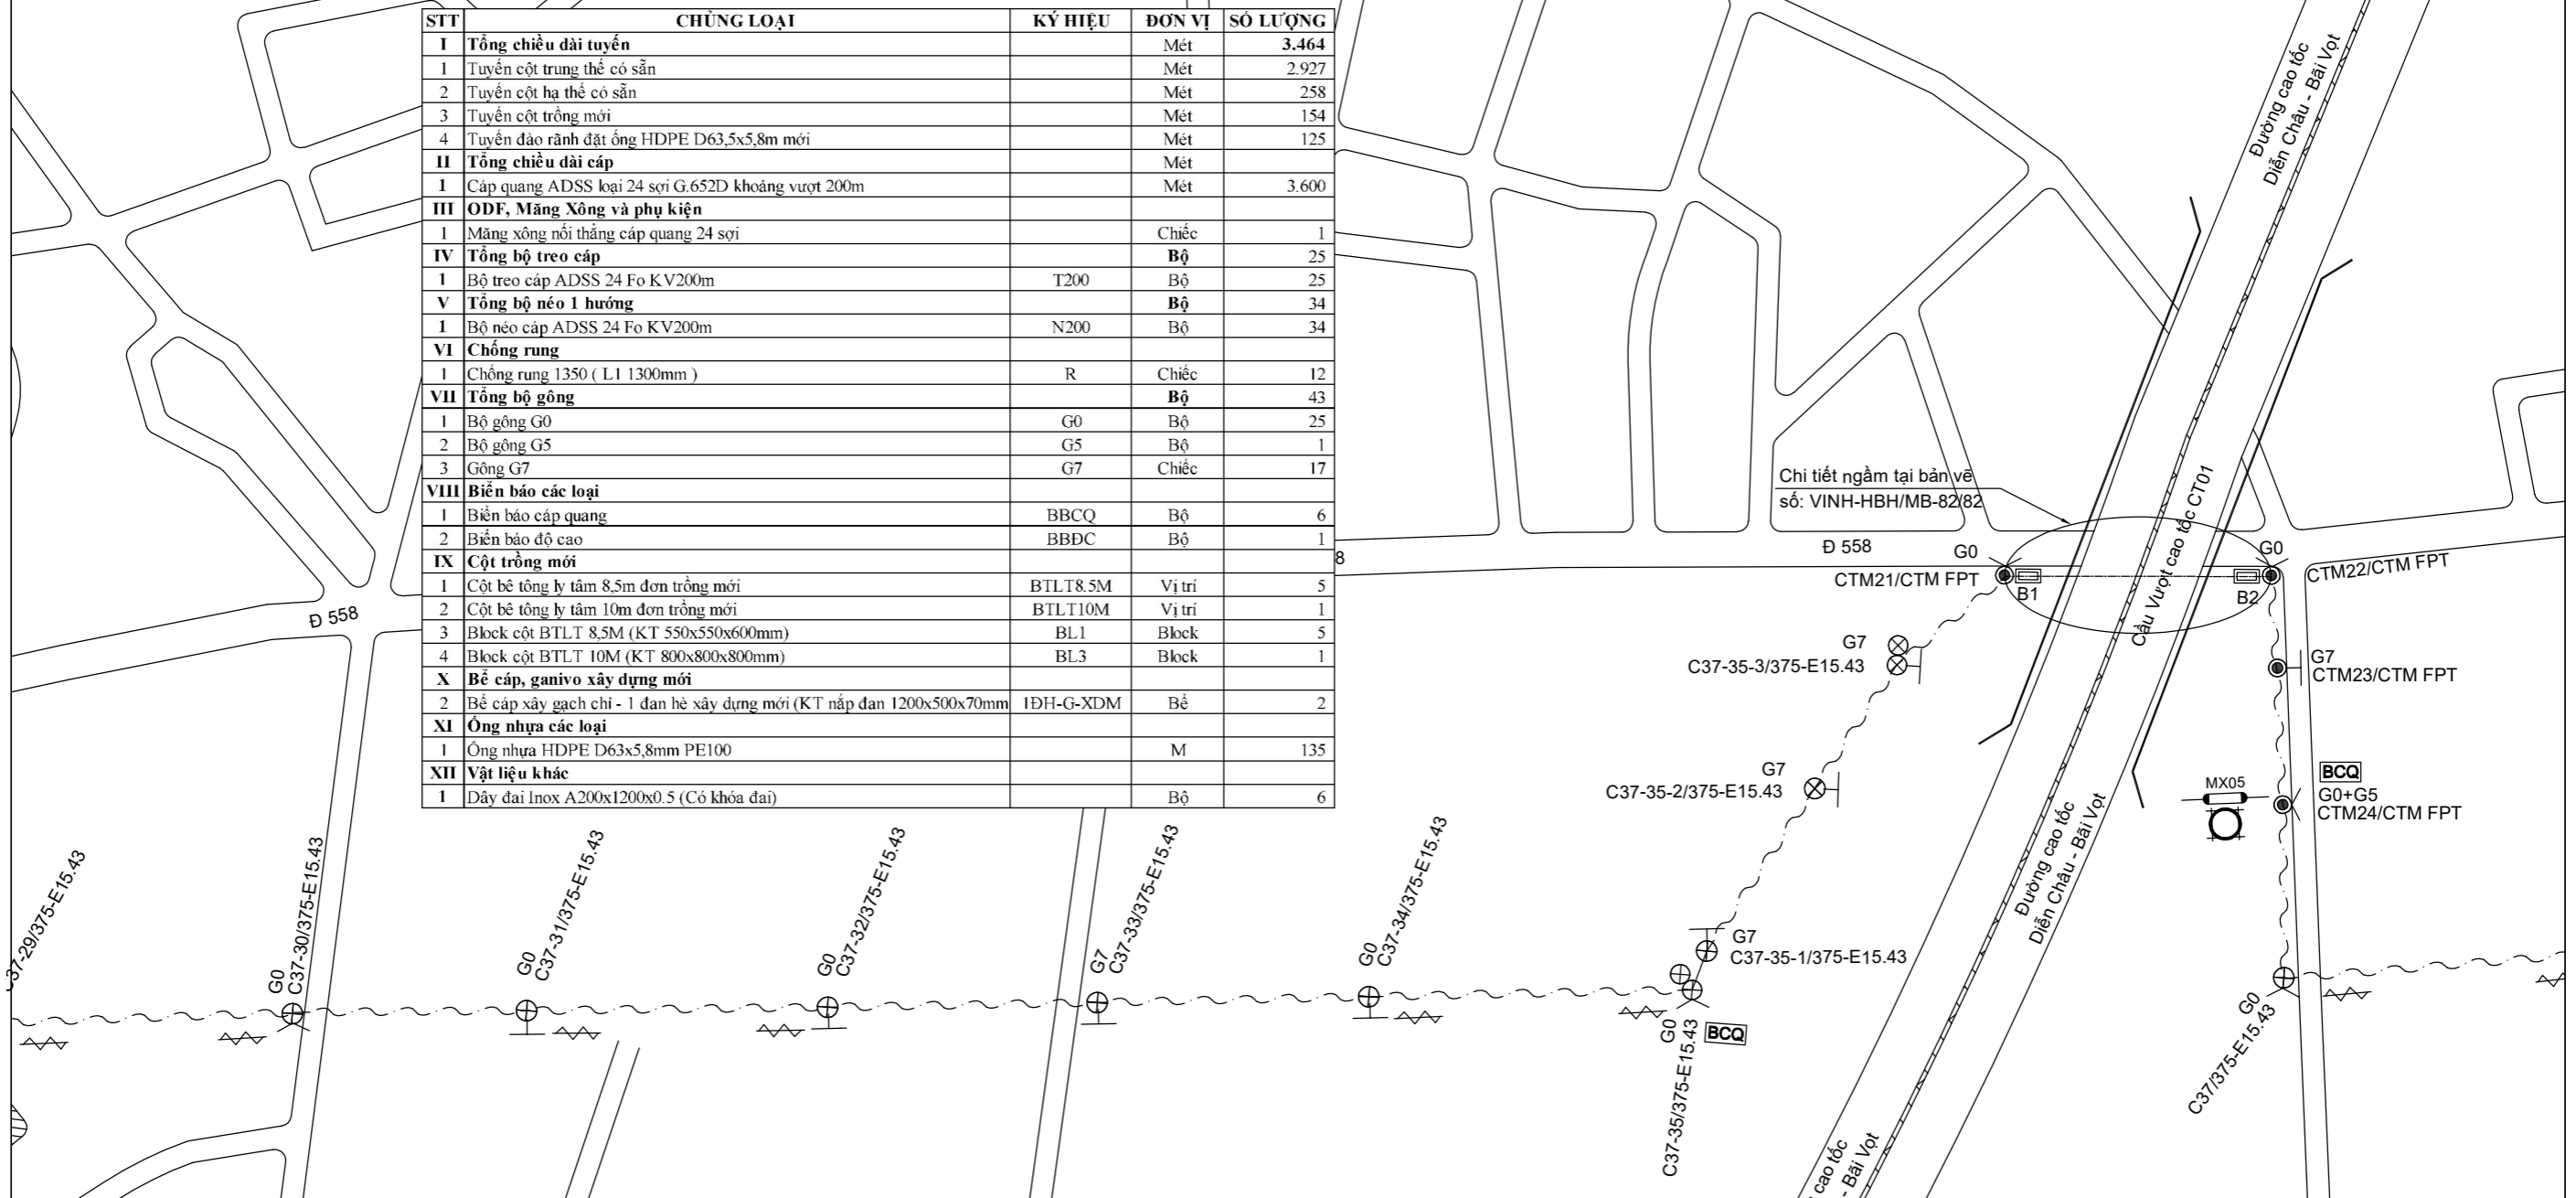 STT CHỦNG LOẠI KÝ HIỆU ĐƠN VỊ SỐ LƯỢNG
I Tổng chiều dài tuyến Mét 3.464
1 Tuyến cột trung thế có sẵn Mét 2.927
2 Tuyến cột hạ thế có sẵn Mét 258
3 Tuyến cột trồng mới Mét 154
4 Tuyến đào rãnh đặt ống HDPE D63,5x5,8m mới Mét 125
II Tổng chiều dài cáp Mét
1 Cáp quang ADSS loại 24 sợi G.652D khoảng vượt 200m Mét 3.600
III ODF, Măng Xông và phụ kiện
1 Măng xông nối thẳng cáp quang 24 sợi Chiếc 1
IV Tổng bộ treo cáp Bộ 25
1 Bộ treo cáp ADSS 24 Fo KV200m T200 Bộ 25
V Tổng bộ néo 1 hướng Bộ 34
1 Bộ néo cáp ADSS 24 Fo KV200m N200 Bộ 34
VI Chống rung
1 Chống rung 1350 ( L1 1300mm ) R Chiếc 12
VII Tổng bộ gông Bộ 43
1 Bộ gông G0 G0 Bộ 25
2 Bộ gông G5 G5 Bộ 1
3 Gông G7 G7 Chiếc 17
VIII Biển báo các loại
1 Biển báo cáp quang BBCQ Bộ 6
2 Biển báo độ cao BBĐC Bộ 1
IX Cột trồng mới
1 Cột bê tông ly tâm 8,5m đơn trồng mới BTLT8.5M Vị trí 5
2 Cột bê tông ly tâm 10m đơn trồng mới BTLT10M Vị trí 1
3 Block cột BTLT 8,5M (KT 550x550x600mm) BL1 Block 5
4 Block cột BTLT 10M (KT 800x800x800mm) BL3 Block 1
X Bể cáp, ganivo xây dựng mới
2 Bể cáp xây gạch chỉ - 1 đan hè xây dựng mới (KT nắp đan 1200x500x70mm 1ĐH-G-XDM Bể 2
XI Ống nhựa các loại
1 Ống nhựa HDPE D63x5,8mm PE100 M 135
XII Vật liệu khác
1 Dây đai Inox A200x1200x0.5 (Có khóa đai) Bộ 6
Đường cao tốc
Diễn Châu - Bãi Vọt
Chi tiết ngầm tại bản vẽ
số: VINH-HBH/MB-82/82
Cầu Vượt cao tốc CT01
Đ 558
8
G0
CTM21/CTM FPT
B1
G0
CTM22/CTM FPT
B2
Đ 558
G7
C37-35-3/375-E15.43
G7
CTM23/CTM FPT
G7
C37-35-2/375-E15.43
BCQ
MX05
G0+G5
CTM24/CTM FPT
Đường cao tốc
Diễn Châu - Bãi Vọt
37-29/375-E15.43
G0
C37-30/375-E15.43
G0
C37-31/375-E15.43
G0
C37-32/375-E15.43
G7
C37-33/375-E15.43
G0
C37-34/375-E15.43
G7
C37-35-1/375-E15.43
G0
C37-35/375-E15.43
BCQ
G0
C37/375-E15.43
cao tốc
- Bãi Vọt